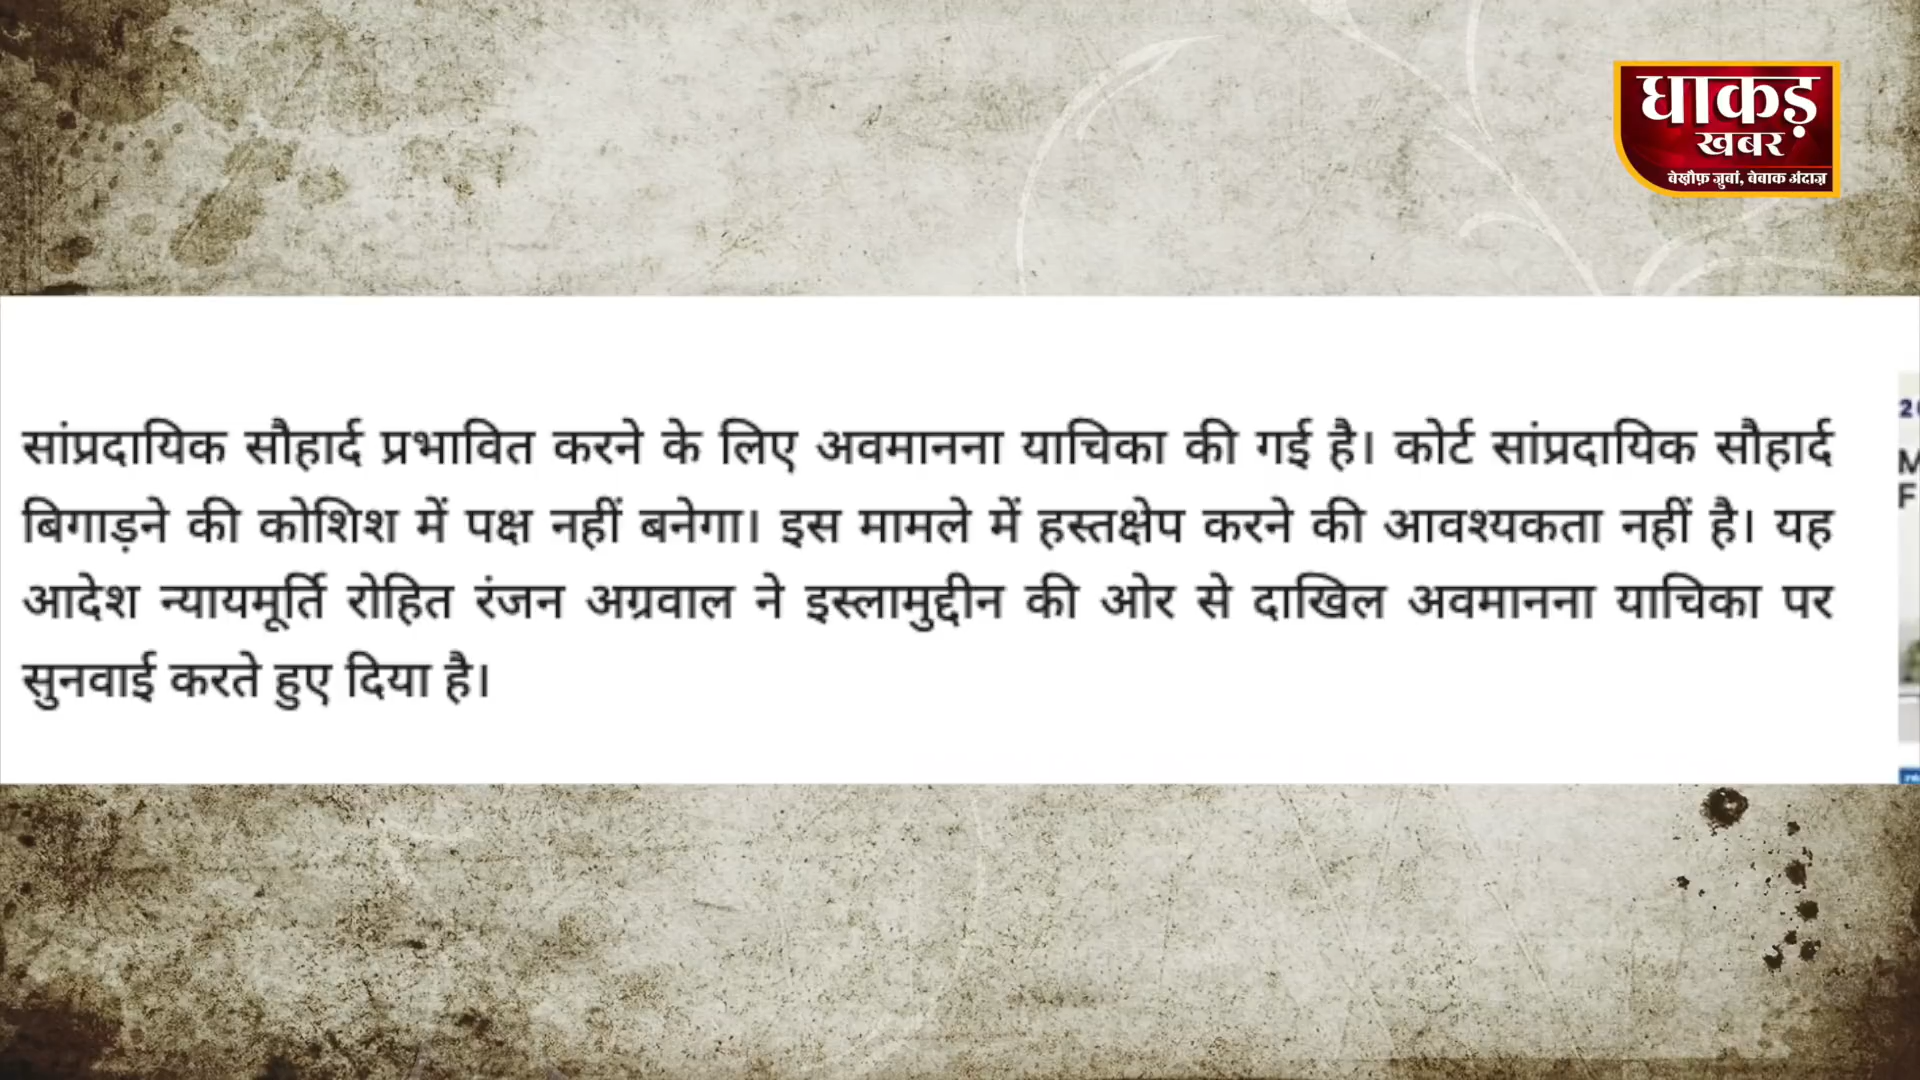 धाकड़
खबर
बेख़ौफ़ जुबां, बेबाक अंदाज़
सांप्रदायिक सौहार्द प्रभावित करने के लिए अवमानना याचिका की गई है। कोर्ट सांप्रदायिक सौहार्द
बिगाड़ने की कोशिश में पक्ष नहीं बनेगा। इस मामले में हस्तक्षेप करने की आवश्यकता नहीं है। यह
आदेश न्यायमूर्ति रोहित रंजन अग्रवाल ने इस्लामुद्दीन की ओर से दाखिल अवमानना याचिका पर
सुनवाई करते हुए दिया है।